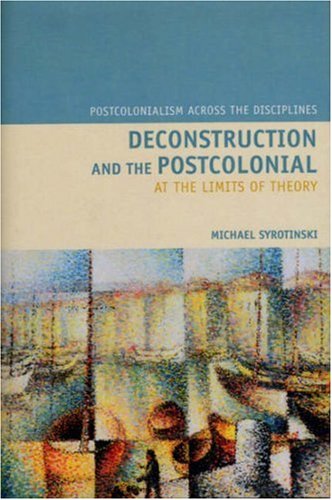 POSTCOLONIALISM ACROSS THE DISCIPLINES
DECONSTRUCTION
AND THE POSTCOLONIAL
AT THE LIMITS OF THEORY
MICHAEL SYROTINSKI